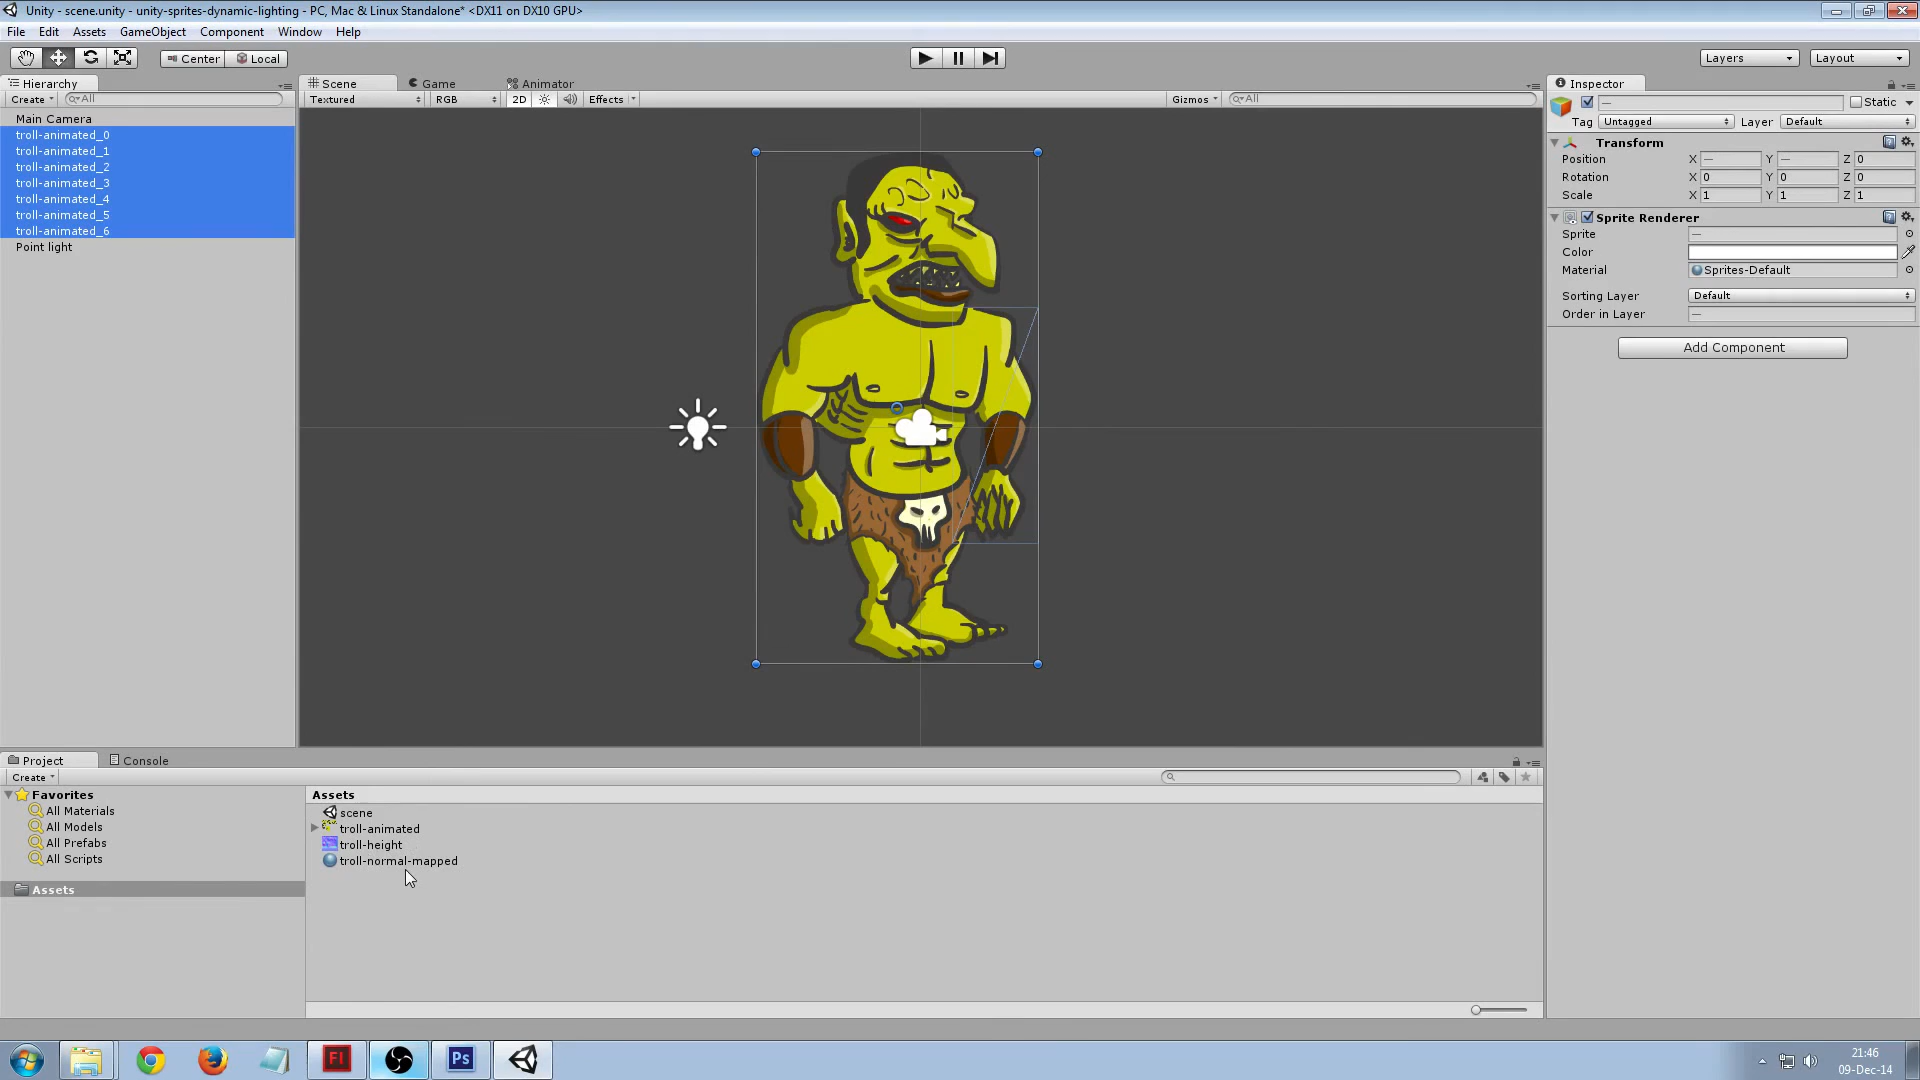 Unity - scene.unity - unity-sprites-dynamic-lighting - PC, Mac & Linux Standalone* <DX11 on DX10 GPU>
File Edit Assets GameObject Component Window Help
Center Local Layers Layout
Hierarchy Scene Game Animator Inspector
Create All Textured RGB 2D Effects Gizmos All — Static
Main Camera
Tag Untagged Layer Default
troll-animated_0
Transform
troll-animated_1
Position X — Y — Z 0
troll-animated_2
Rotation X 0 Y 0 Z 0
troll-animated_3
Scale X 1 Y 1 Z 1
troll-animated_4
Sprite Renderer
troll-animated_5
Sprite —
troll-animated_6
Color
Point light
Material Sprites-Default
Sorting Layer Default
Order in Layer —
Add Component
Project Console
Create
Favorites Assets
All Materials scene
All Models troll-animated
All Prefabs troll-height
All Scripts troll-normal-mapped
Assets
Fl Ps
21:46
09-Dec-14